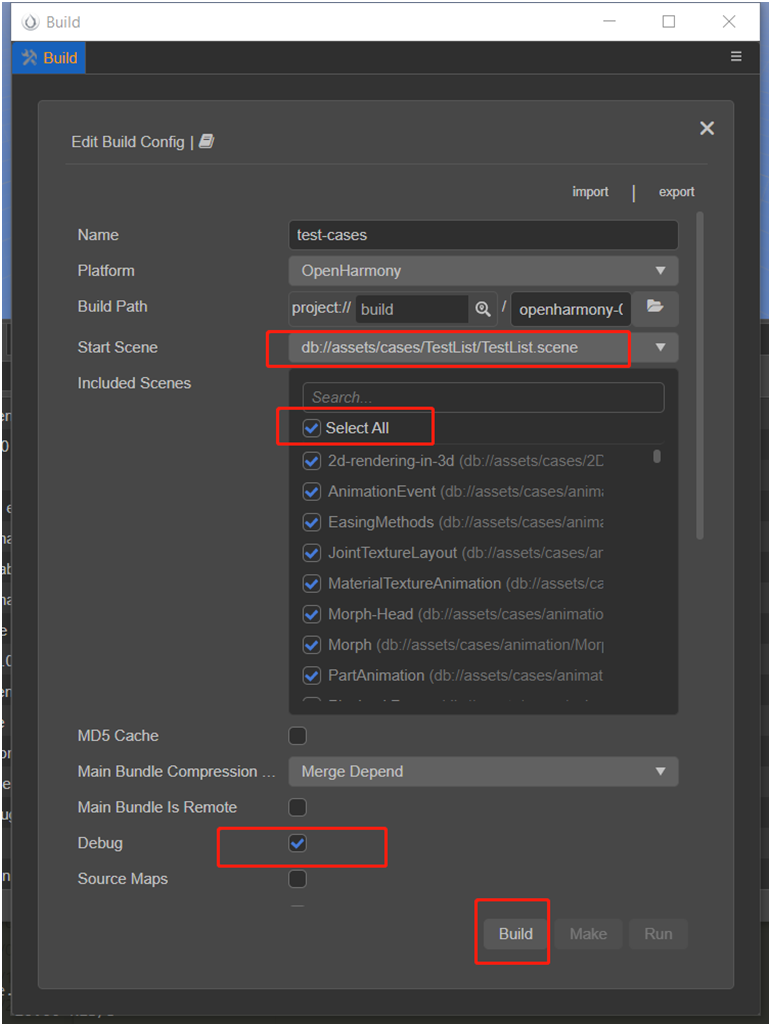 Build
Build
Edit Build Config |
import | export
Name test-cases
Platform OpenHarmony
Build Path project:// build / openharmony-
Start Scene db://assets/cases/TestList/TestList.scene
Included Scenes
Search...
Select All
2d-rendering-in-3d (db://assets/cases/2D
AnimationEvent (db://assets/cases/anima
EasingMethods (db://assets/cases/anima
JointTextureLayout (db://assets/cases/ar
MaterialTextureAnimation (db://assets/ca
Morph-Head (db://assets/cases/animatio
Morph (db://assets/cases/animation/Morp
PartAnimation (db://assets/cases/animat
MD5 Cache
Main Bundle Compression ... Merge Depend
Main Bundle Is Remote
Debug
Source Maps
Build Make Run